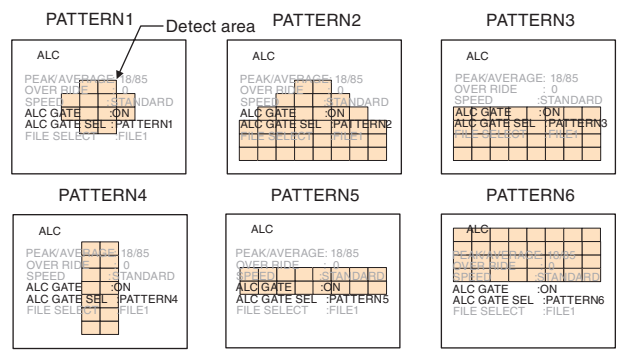 PATTERN1
Detect area
PATTERN2
PATTERN3
ALC
PEAK/AVERAGE: 18/85
OVER RIDE : 0
SPEED :STANDARD
ALC GATE :ON
ALC GATE SEL :PATTERN1
FILE SELECT :FILE1
ALC
PEAK/AVERAGE: 18/85
OVER RIDE : 0
SPEED :STANDARD
ALC GATE :ON
ALC GATE SEL :PATTERN2
FILE SELECT :FILE1
ALC
PEAK/AVERAGE: 18/85
OVER RIDE : 0
SPEED :STANDARD
ALC GATE :ON
ALC GATE SEL :PATTERN3
FILE SELECT :FILE1
PATTERN4
PATTERN5
PATTERN6
ALC
PEAK/AVERAGE: 18/85
OVER RIDE : 0
SPEED :STANDARD
ALC GATE :ON
ALC GATE SEL :PATTERN4
FILE SELECT :FILE1
ALC
PEAK/AVERAGE: 18/85
OVER RIDE : 0
SPEED :STANDARD
ALC GATE :ON
ALC GATE SEL :PATTERN5
FILE SELECT :FILE1
ALC
PEAK/AVERAGE: 18/85
OVER RIDE : 0
SPEED :STANDARD
ALC GATE :ON
ALC GATE SEL :PATTERN6
FILE SELECT :FILE1